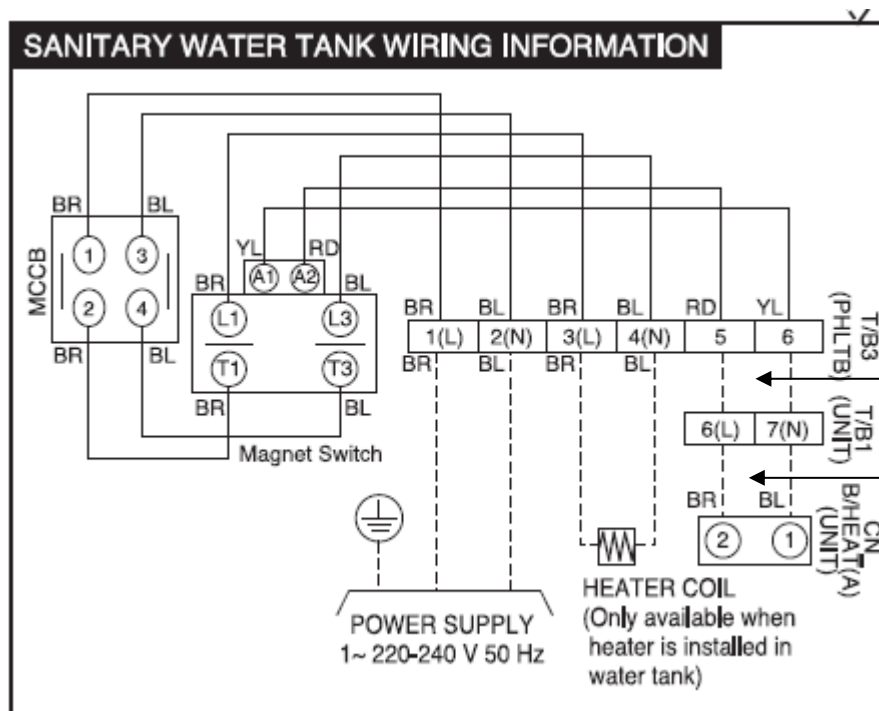 SANITARY WATER TANK WIRING INFORMATION
BR BL
MCCB
1 3
2 4
BR BL
YL RD
A1 A2
BR BL
L1 L3
T1 T3
BR BL
Magnet Switch
BR BL BR BL RD YL
1(L) 2(N) 3(L) 4(N) 5 6
BR BL BR BL
T/B3
(PHLTB)
6(L) 7(N)
T/B1
(UNIT)
BR BL
2 1
CN
B/HEAT(A)
(UNIT)
POWER SUPPLY
1~ 220-240 V 50 Hz
HEATER COIL
(Only available when
heater is installed in
water tank)